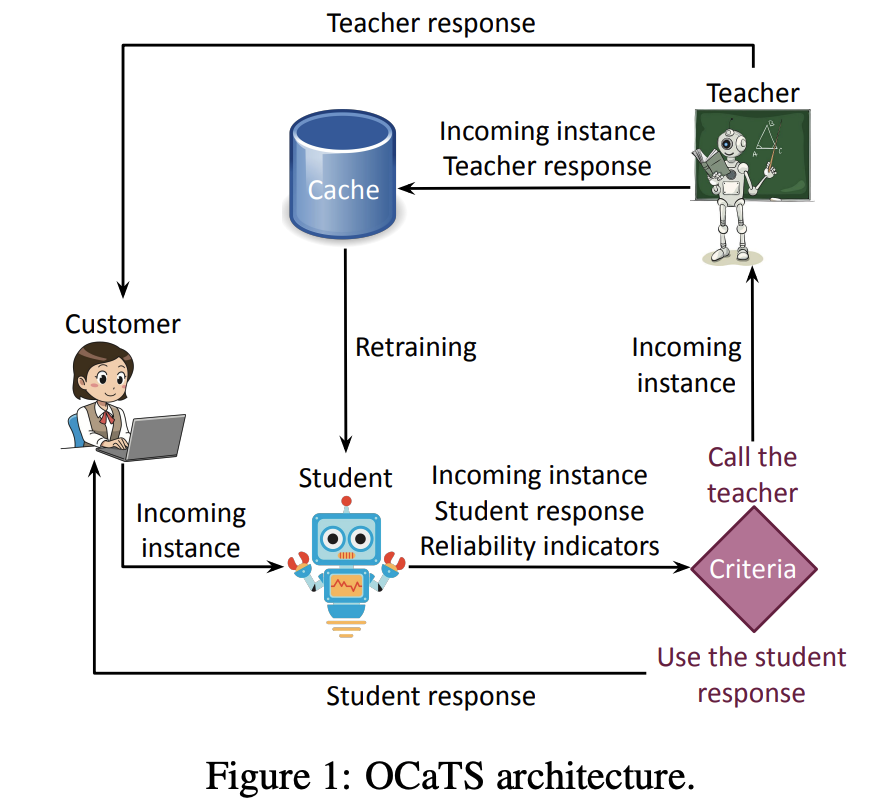 Teacher response
Teacher
Incoming instance
Teacher response
Cache
Customer
Retraining
Incoming
instance
Student
Incoming instance
Student response
Reliability indicators
Call the
teacher
Incoming
instance
Criteria
Use the student
response
Student response
Figure 1: OCaTS architecture.